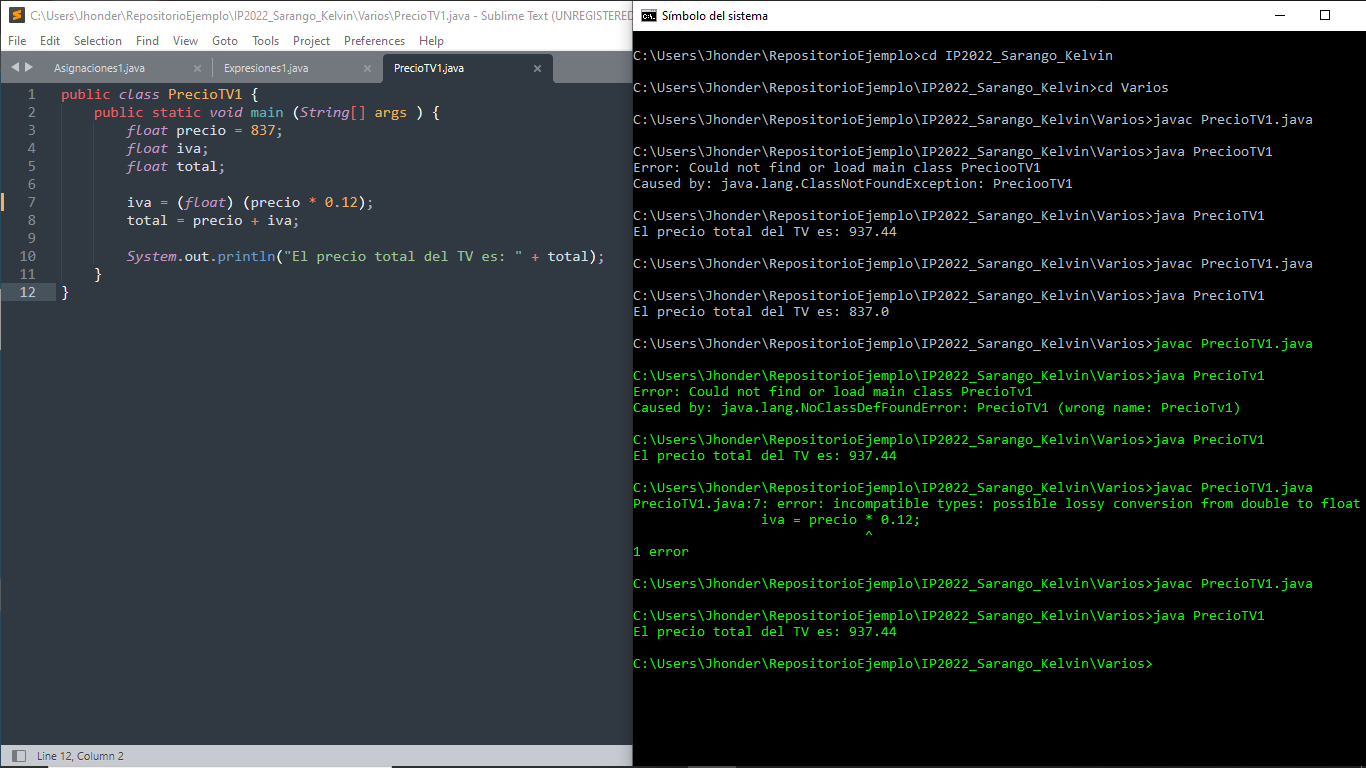 C:\Users\Jhonder\RepositorioEjemplo\IP2022_Sarango_Kelvin\Varios\PrecioTV1.java - Sublime Text (UNREGISTERED
File Edit Selection Find View Goto Tools Project Preferences Help
Asignaciones1.java × Expresiones1.java × PrecioTV1.java ×
1 public class PrecioTV1 {
2 public static void main (String[] args ) {
3 float precio = 837;
4 float iva;
5 float total;
6
7 iva = (float) (precio * 0.12);
8 total = precio + iva;
9
10 System.out.println("El precio total del TV es: " + total);
11 }
12 }
Line 12, Column 2
Símbolo del sistema
C:\Users\Jhonder\RepositorioEjemplo>cd IP2022_Sarango_Kelvin
C:\Users\Jhonder\RepositorioEjemplo\IP2022_Sarango_Kelvin>cd Varios
C:\Users\Jhonder\RepositorioEjemplo\IP2022_Sarango_Kelvin\Varios>javac PrecioTV1.java
C:\Users\Jhonder\RepositorioEjemplo\IP2022_Sarango_Kelvin\Varios>java PreciooTV1
Error: Could not find or load main class PreciooTV1
Caused by: java.lang.ClassNotFoundException: PreciooTV1
C:\Users\Jhonder\RepositorioEjemplo\IP2022_Sarango_Kelvin\Varios>java PrecioTV1
El precio total del TV es: 937.44
C:\Users\Jhonder\RepositorioEjemplo\IP2022_Sarango_Kelvin\Varios>javac PrecioTV1.java
C:\Users\Jhonder\RepositorioEjemplo\IP2022_Sarango_Kelvin\Varios>java PrecioTV1
El precio total del TV es: 837.0
C:\Users\Jhonder\RepositorioEjemplo\IP2022_Sarango_Kelvin\Varios>javac PrecioTV1.java
C:\Users\Jhonder\RepositorioEjemplo\IP2022_Sarango_Kelvin\Varios>java PrecioTv1
Error: Could not find or load main class PrecioTv1
Caused by: java.lang.NoClassDefFoundError: PrecioTV1 (wrong name: PrecioTv1)
C:\Users\Jhonder\RepositorioEjemplo\IP2022_Sarango_Kelvin\Varios>java PrecioTV1
El precio total del TV es: 937.44
C:\Users\Jhonder\RepositorioEjemplo\IP2022_Sarango_Kelvin\Varios>javac PrecioTV1.java
PrecioTV1.java:7: error: incompatible types: possible lossy conversion from double to float
iva = precio * 0.12;
^
1 error
C:\Users\Jhonder\RepositorioEjemplo\IP2022_Sarango_Kelvin\Varios>javac PrecioTV1.java
C:\Users\Jhonder\RepositorioEjemplo\IP2022_Sarango_Kelvin\Varios>java PrecioTV1
El precio total del TV es: 937.44
C:\Users\Jhonder\RepositorioEjemplo\IP2022_Sarango_Kelvin\Varios>